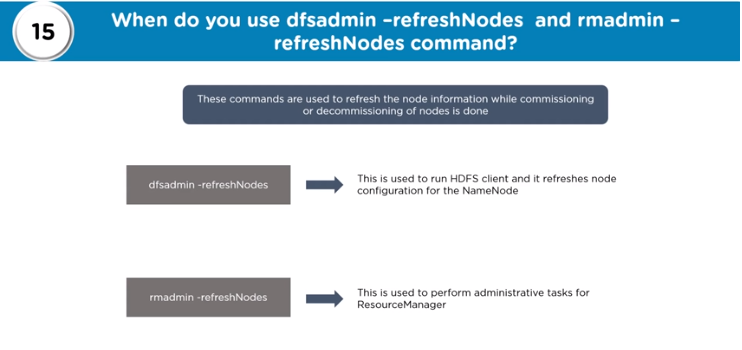 15
When do you use dfsadmin –refreshNodes and rmadmin –
refreshNodes command?
These commands are used to refresh the node information while commissioning
or decommissioning of nodes is done
dfsadmin -refreshNodes
This is used to run HDFS client and it refreshes node
configuration for the NameNode
rmadmin -refreshNodes
This is used to perform administrative tasks for
ResourceManager